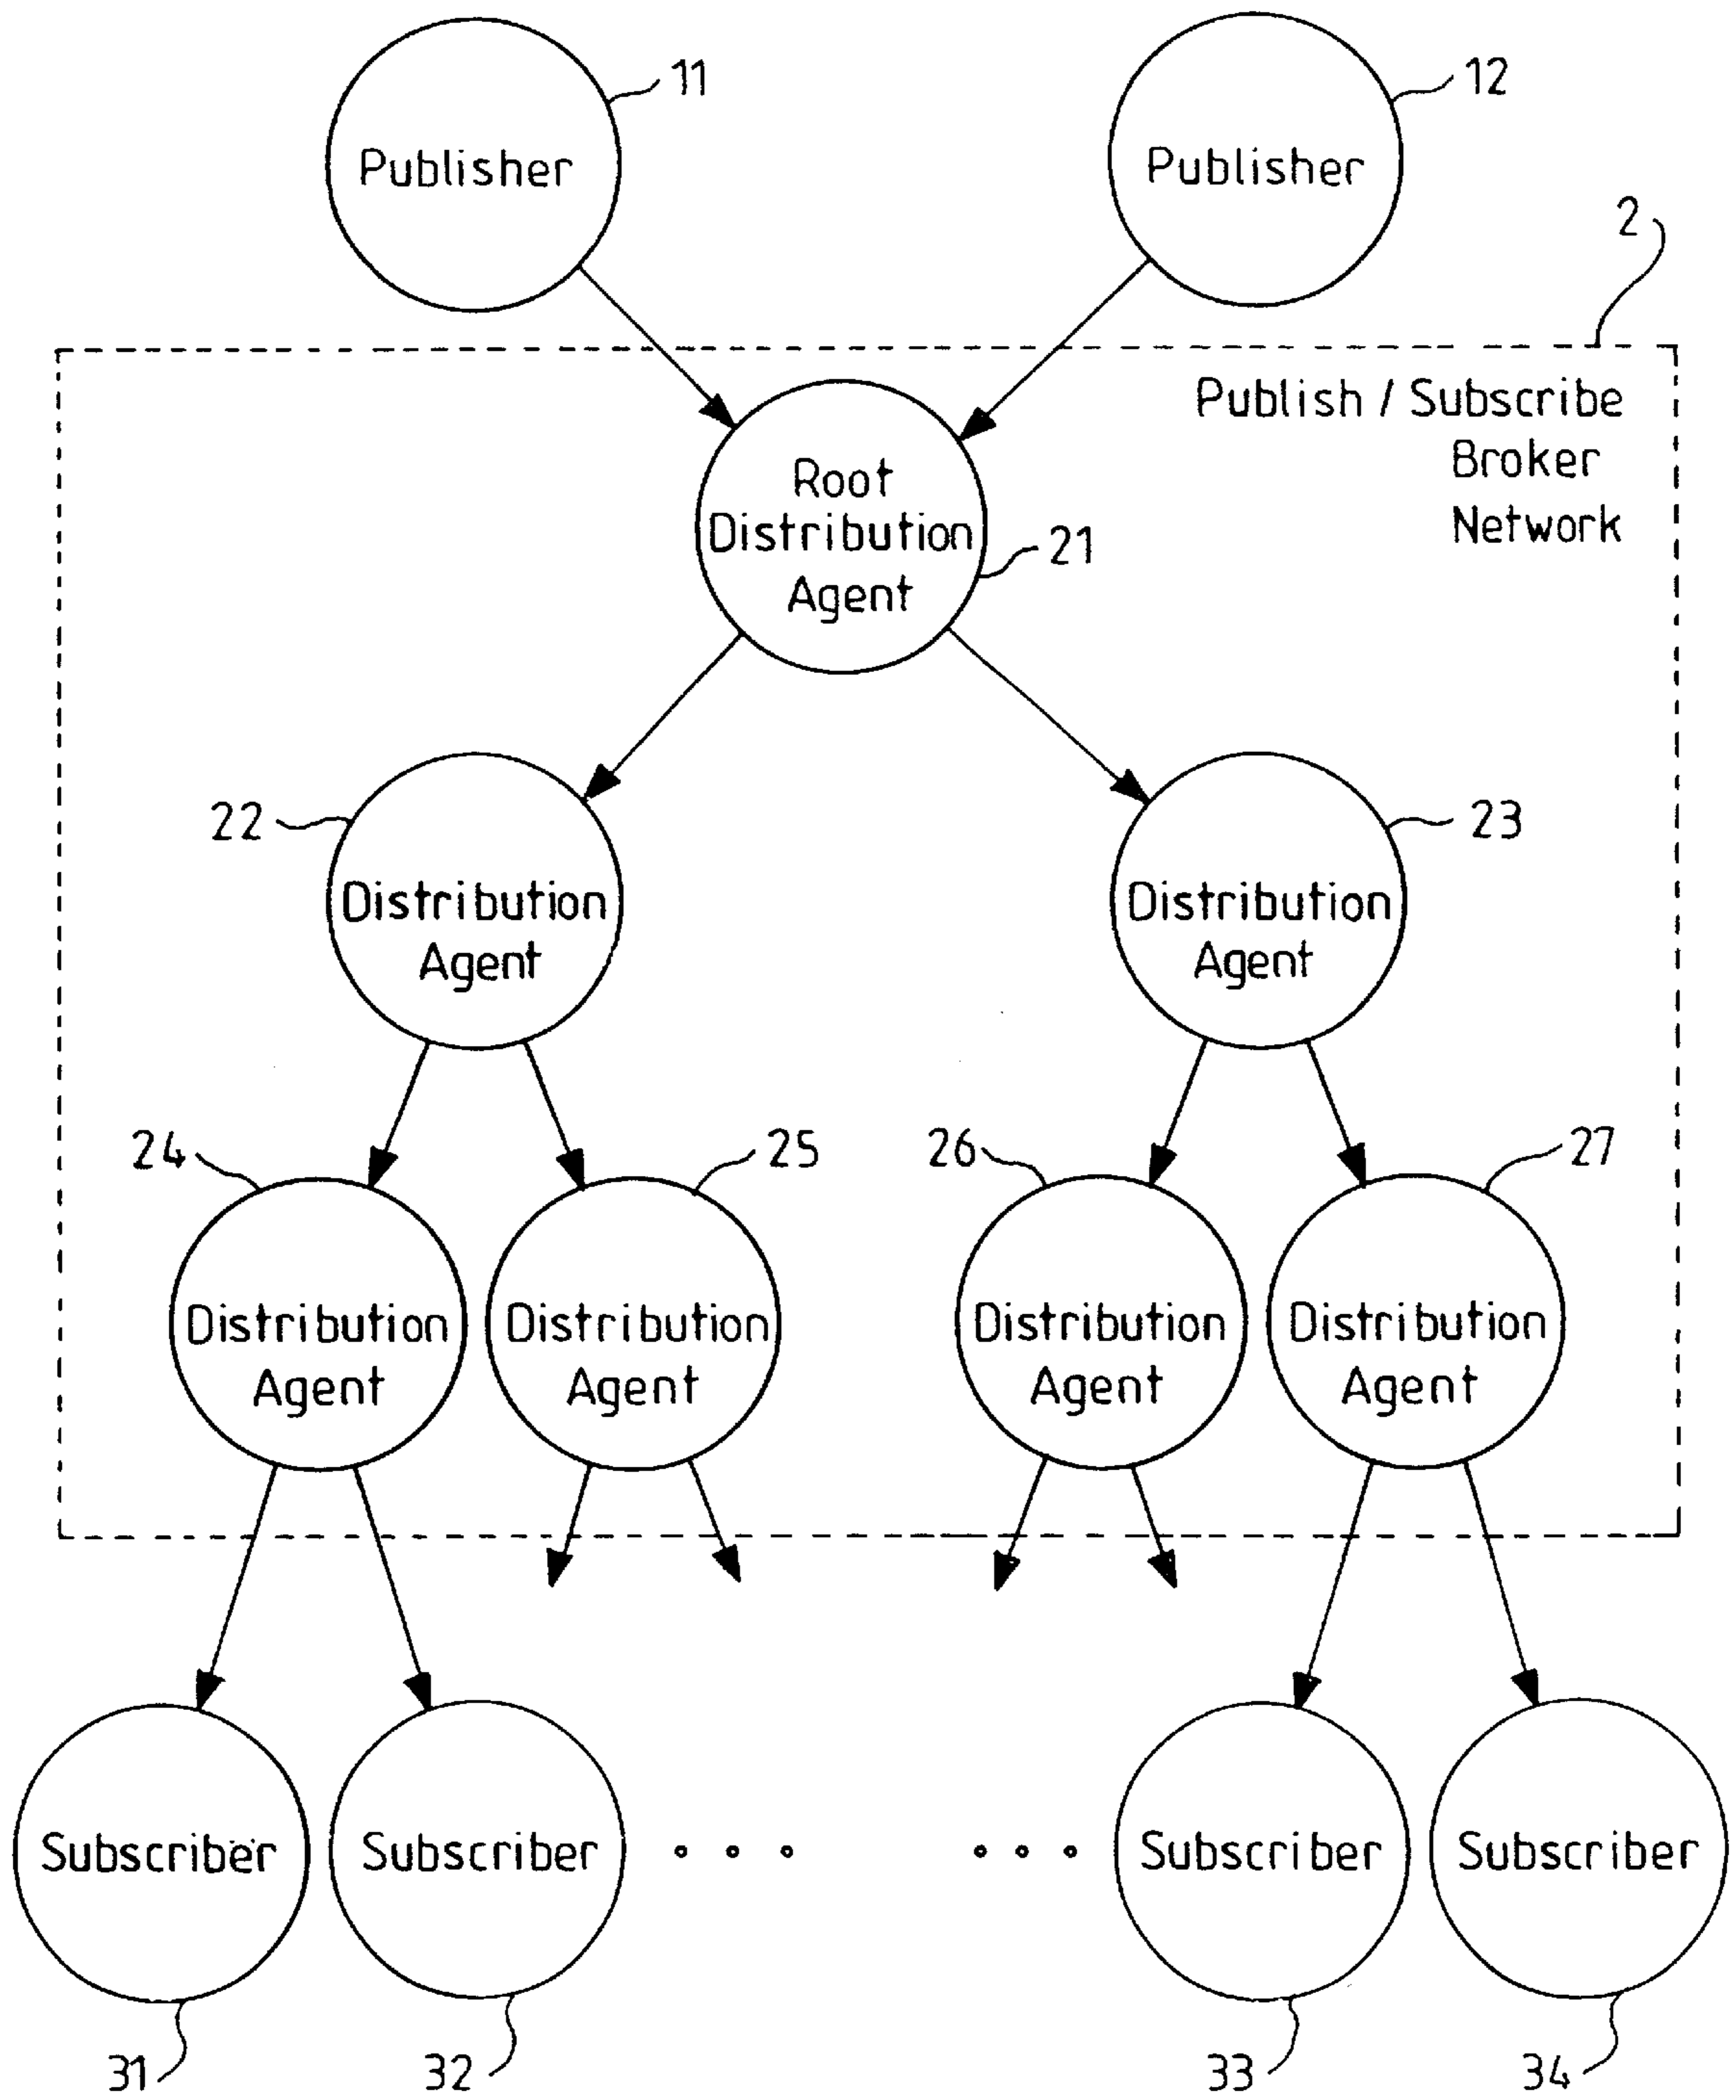 11
12
Publisher
Publisher
2
Publish / Subscribe
Broker
Network
Root
Distribution
Agent
21
22
23
Distribution
Agent
Distribution
Agent
24
25
26
27
Distribution
Agent
Distribution
Agent
Distribution
Agent
Distribution
Agent
Subscriber
Subscriber
Subscriber
Subscriber
31
32
33
34